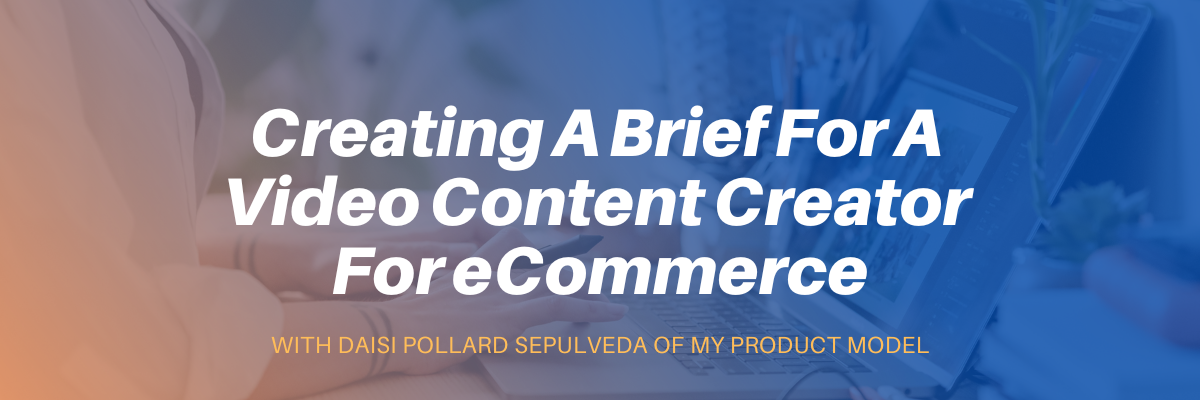 Creating A Brief For A
Video Content Creator
For eCommerce
WITH DAISI POLLARD SEPULVEDA OF MY PRODUCT MODEL